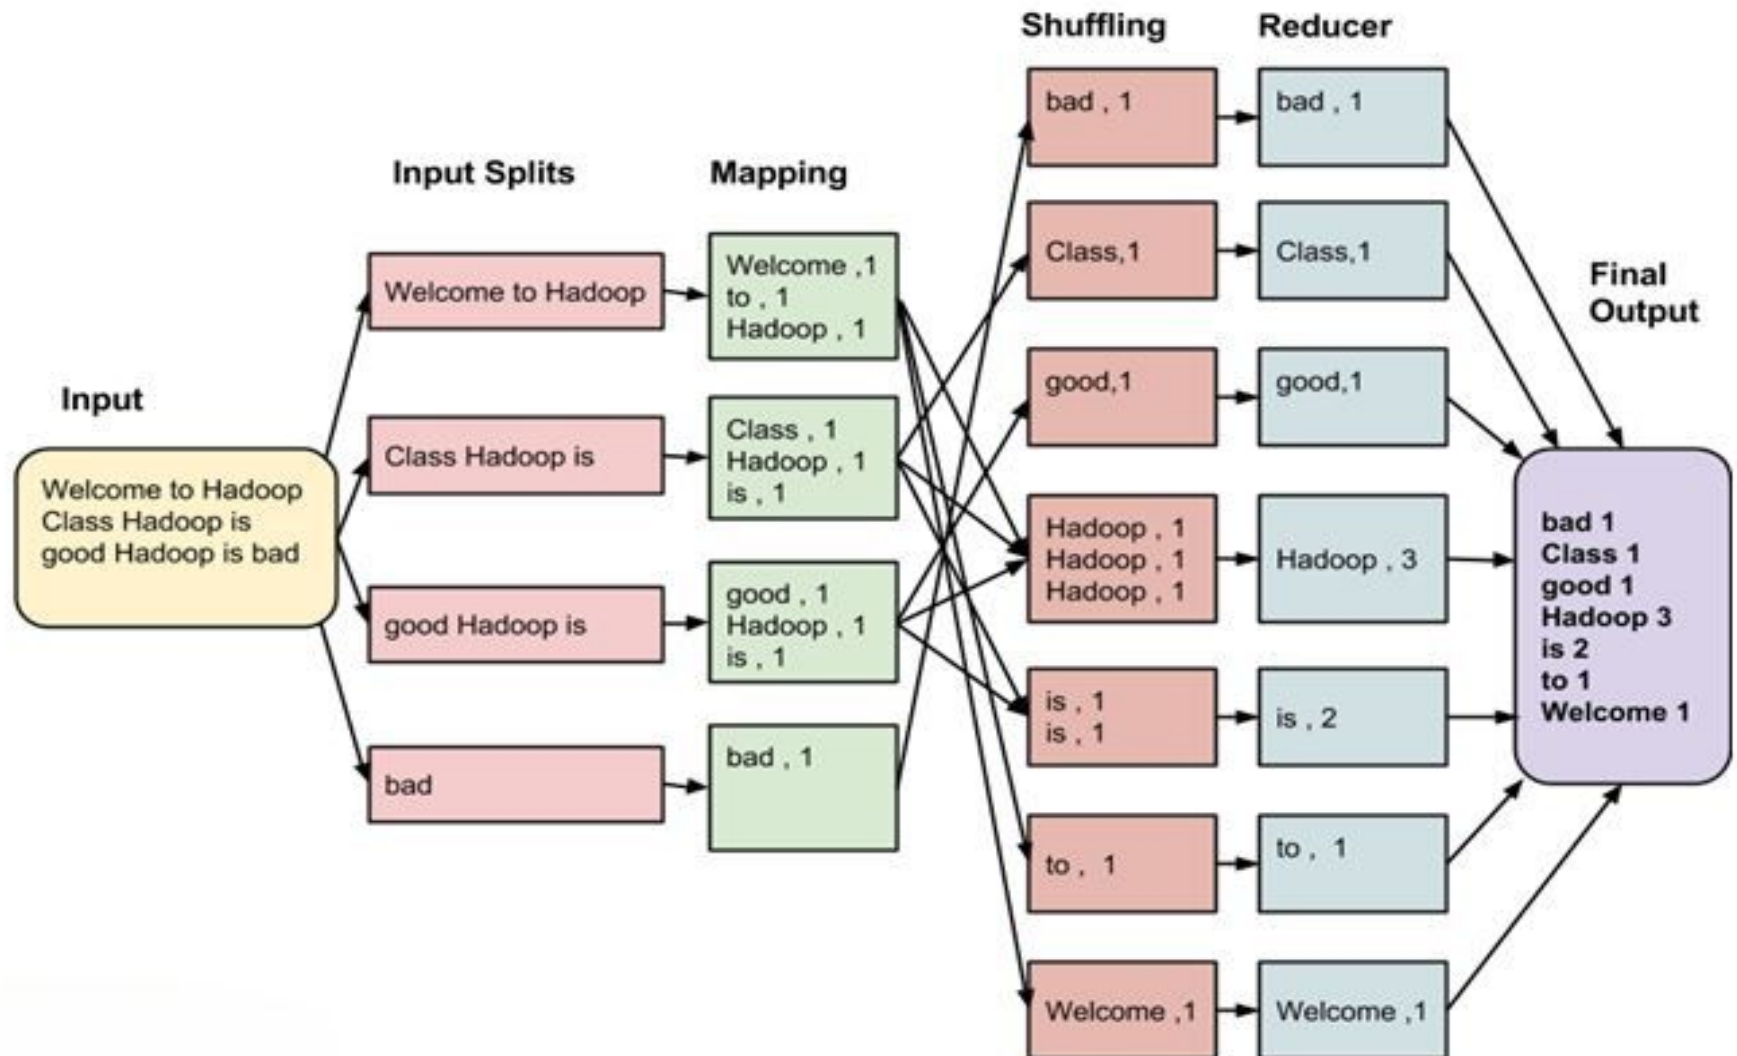 Shuffling
Reducer
Input Splits
Mapping
Final
Output
Input
Welcome to Hadoop
Class Hadoop is
good Hadoop is bad
Welcome to Hadoop
Class Hadoop is
good Hadoop is
bad
Welcome ,1
to , 1
Hadoop , 1
Class , 1
Hadoop , 1
is , 1
good , 1
Hadoop , 1
is , 1
bad , 1
bad , 1
Class,1
good,1
Hadoop , 1
Hadoop , 1
Hadoop , 1
is , 1
is , 1
to ,  1
Welcome ,1
bad , 1
Class,1
good,1
Hadoop , 3
is , 2
to ,  1
Welcome ,1
bad 1
Class 1
good 1
Hadoop 3
is 2
to 1
Welcome 1